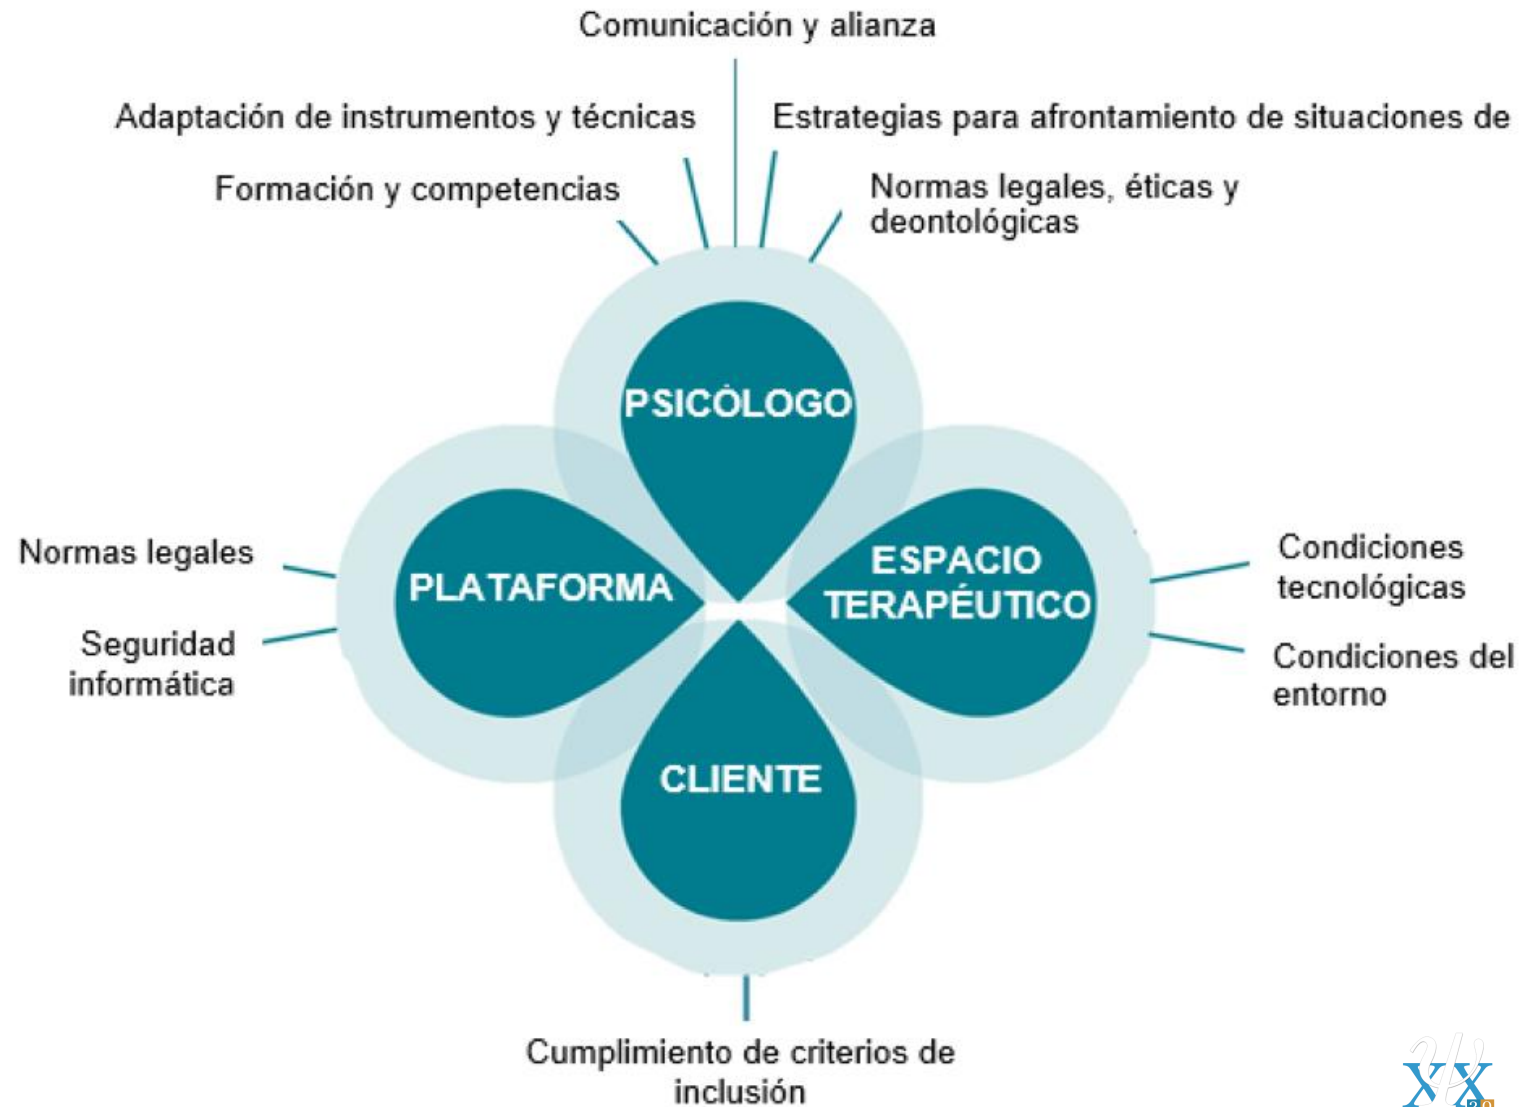 Comunicación y alianza
Adaptación de instrumentos y técnicas
Estrategias para afrontamiento de situaciones de
Formación y competencias
Normas legales, éticas y
deontológicas
PSICÓLOGO
PLATAFORMA
ESPACIO
TERAPÉUTICO
CLIENTE
Normas legales
Seguridad
informática
Condiciones
tecnológicas
Condiciones del
entorno
Cumplimiento de criterios de
inclusión
XX